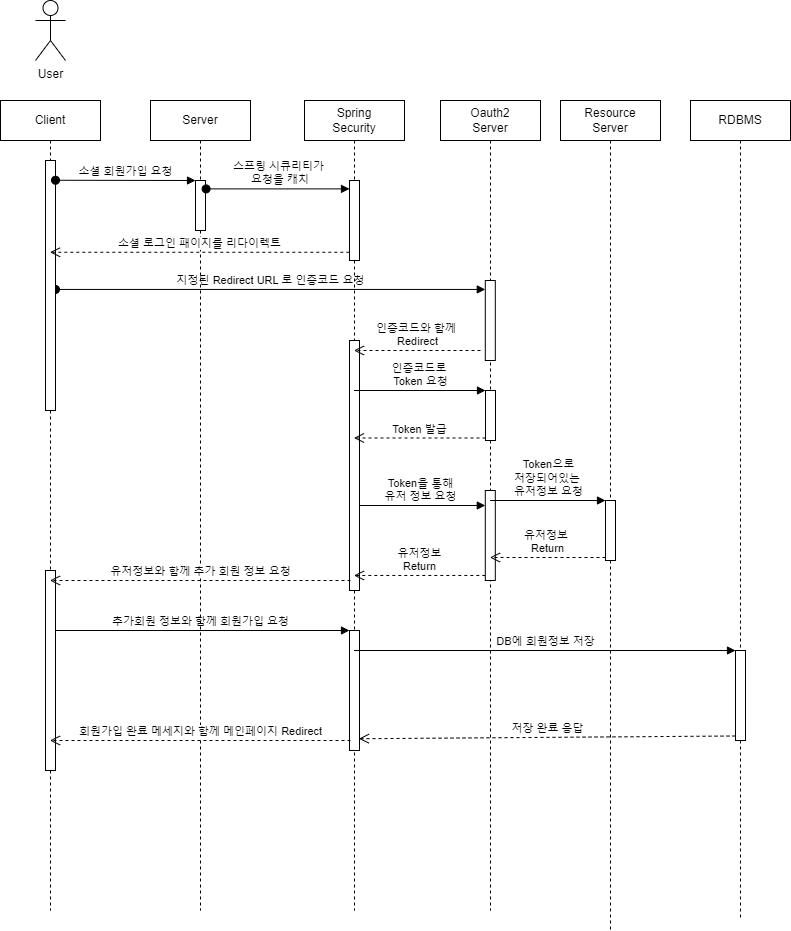 User
Client
Server
Spring
Security
Oauth2
Server
Resource
Server
RDBMS
소셜 회원가입 요청
스프링 시큐리티가
요청을 캐치
소셜 로그인 패이지를 리다이렉트
지정된 Redirect URL 로 인증코드 요청
인증코드와 함께
Redirect
인증코드로
Token 요청
Token 발급
Token을 통해
유저 정보 요청
Token으로
저장되어있는
유저정보 요청
유저정보
Return
유저정보
Return
유저정보와 함께 추가 회원 정보 요청
추가회원 정보와 함께 회원가입 요청
DB에 회원정보 저장
저장 완료 응답
회원가입 완료 메세지와 함께 메인페이지 Redirect